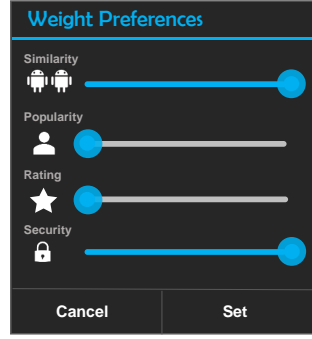 Weight Preferences
Similarity
Popularity
Rating
Security
Cancel Set